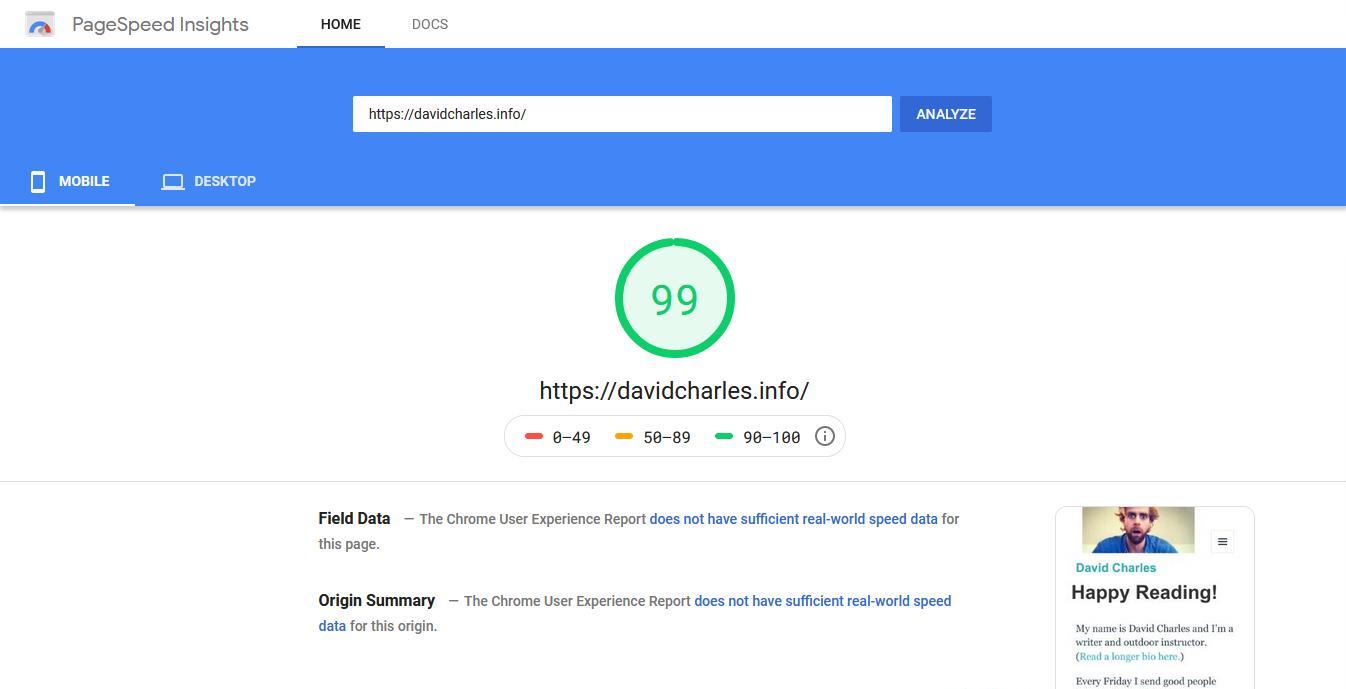 PageSpeed Insights
HOME
DOCS
https://davidcharles.info/
ANALYZE
MOBILE
DESKTOP
99
https://davidcharles.info/
0–49
50–89
90–100
Field Data — The Chrome User Experience Report does not have sufficient real-world speed data for
this page.
Origin Summary — The Chrome User Experience Report does not have sufficient real-world speed
data for this origin.
David Charles
Happy Reading!
My name is David Charles and I'm a
writer and outdoor instructor.
(Read a longer bio here.)
Every Friday I send good people